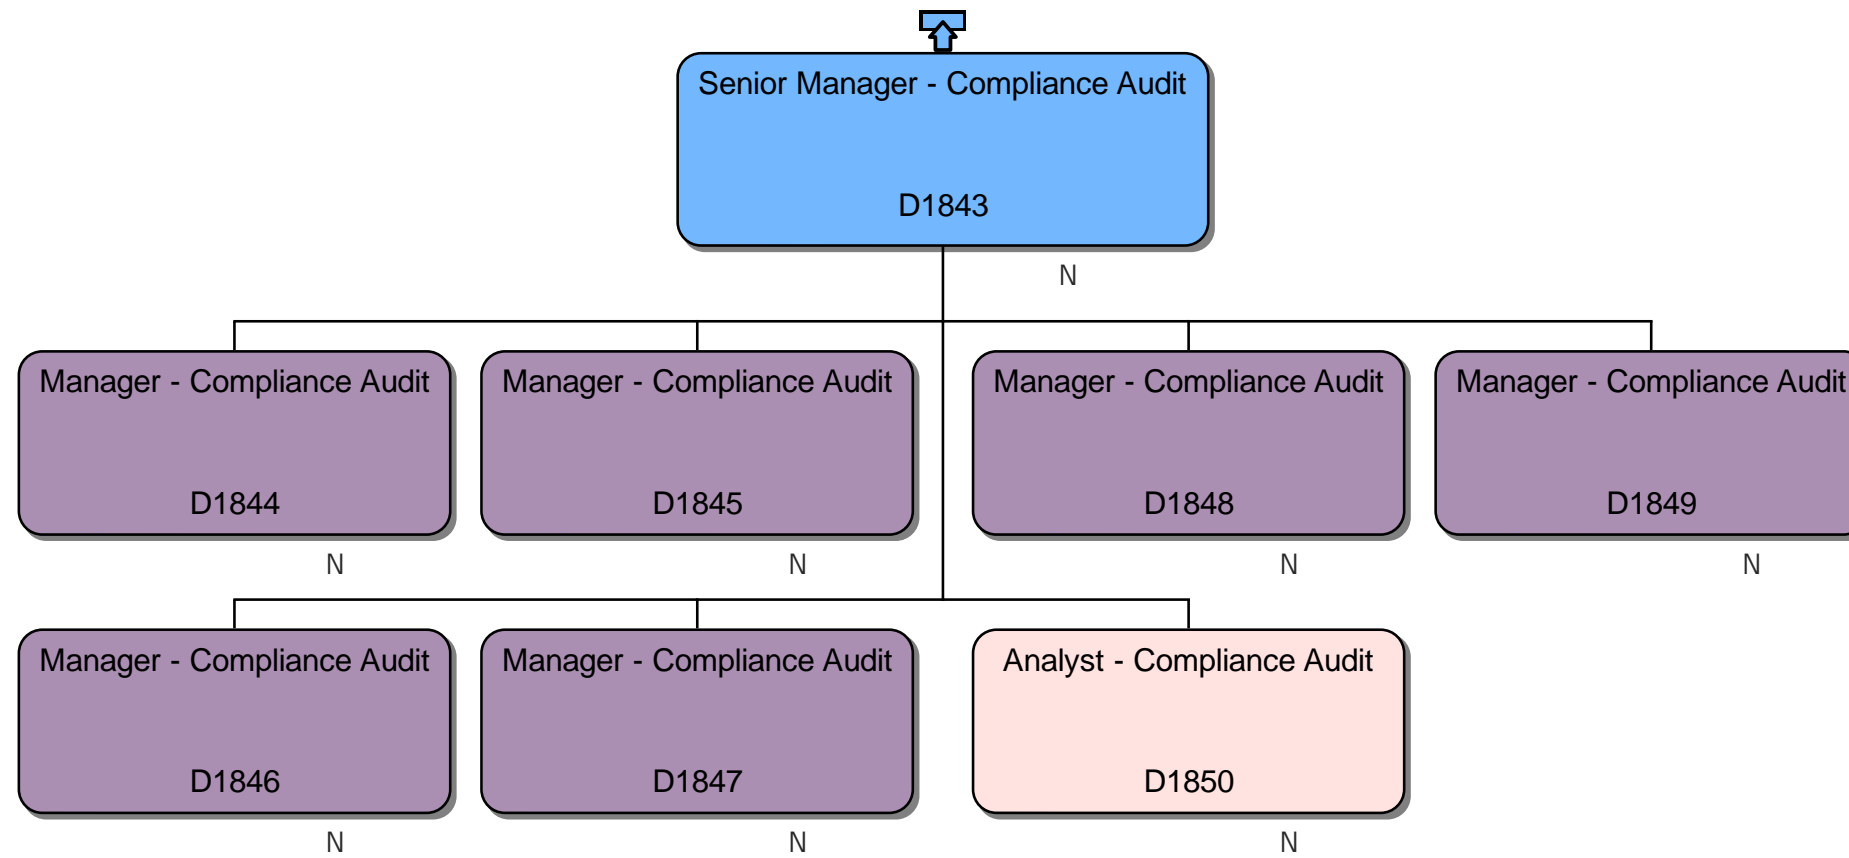 Senior Manager - Compliance Audit
D1843
N
Manager - Compliance Audit
D1844
N
Manager - Compliance Audit
D1845
N
Manager - Compliance Audit
D1848
N
Manager - Compliance Audit
D1849
N
Manager - Compliance Audit
D1846
N
Manager - Compliance Audit
D1847
N
Analyst - Compliance Audit
D1850
N